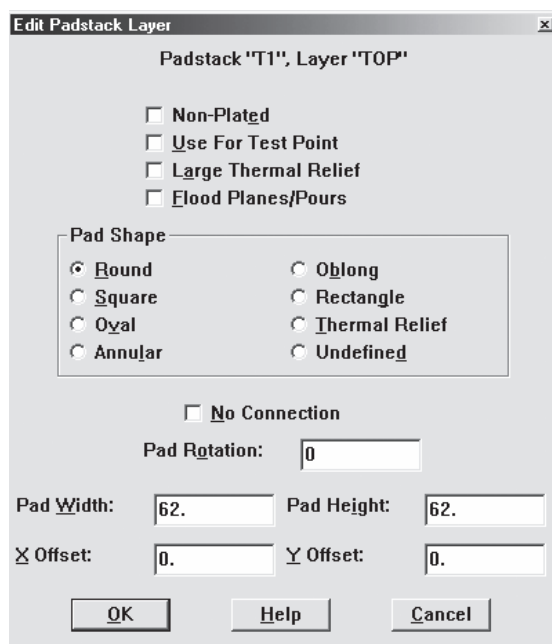 Edit Padstack Layer
Padstack "T1", Layer "TOP"
Non-Plated
Use For Test Point
Large Thermal Relief
Flood Planes/Pours
Pad Shape
Round Oblong
Square Rectangle
Oval Thermal Relief
Annular Undefined
No Connection
Pad Rotation: 0
Pad Width: 62. Pad Height: 62.
X Offset: 0. Y Offset: 0.
OK Help Cancel